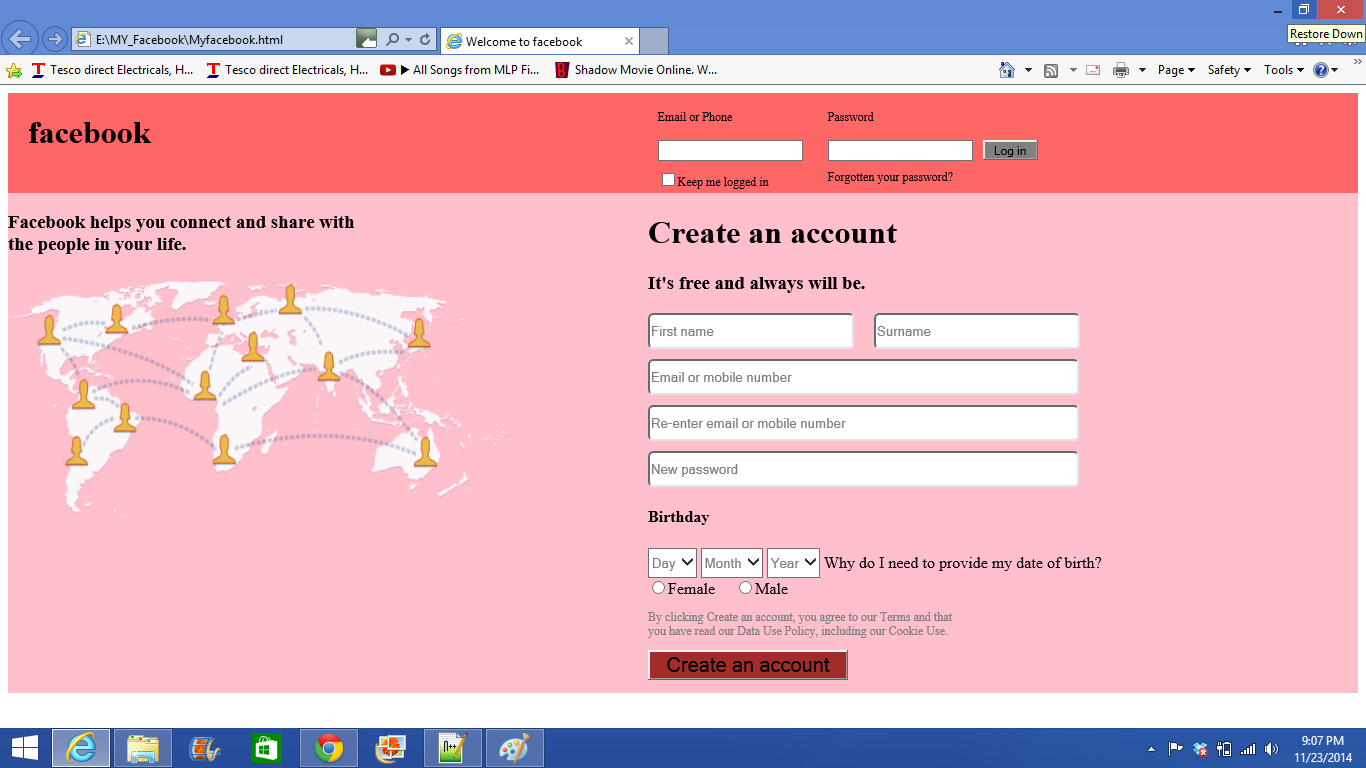 Restore Down
E:\MY_Facebook\Myfacebook.html
Welcome to facebook
Tesco direct Electricals, H...
Tesco direct Electricals, H...
▶ All Songs from MLP Fi...
Shadow Movie Online. W...
Page
Safety
Tools
facebook
Email or Phone
Password
Log in
Keep me logged in
Forgotten your password?
Facebook helps you connect and share with
the people in your life.
Create an account
It's free and always will be.
First name
Surname
Email or mobile number
Re-enter email or mobile number
New password
Birthday
Day
Month
Year
Why do I need to provide my date of birth?
Female
Male
By clicking Create an account, you agree to our Terms and that
you have read our Data Use Policy, including our Cookie Use.
Create an account
9:07 PM
11/23/2014